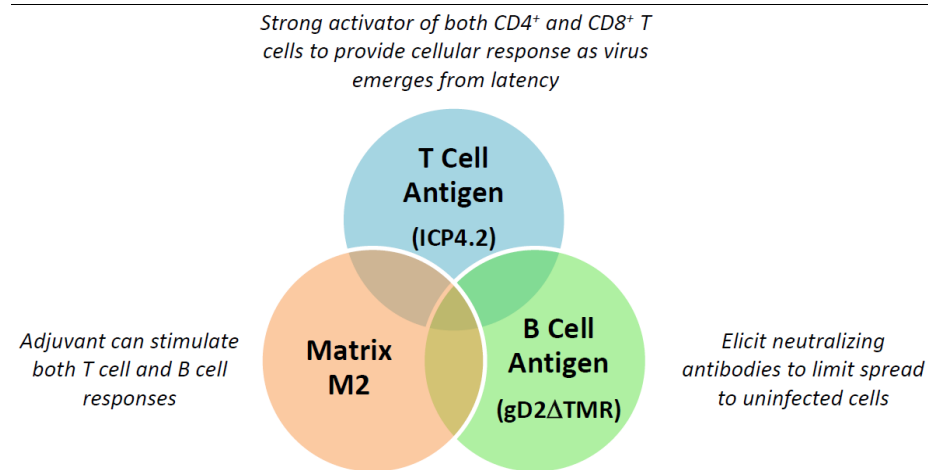 Strong activator of both CD4⁺ and CD8⁺ T
cells to provide cellular response as virus
emerges from latency
T Cell
Antigen
(ICP4.2)
Adjuvant can stimulate
both T cell and B cell
responses
Matrix
M2
B Cell
Antigen
(gD2ΔTMR)
Elicit neutralizing
antibodies to limit spread
to uninfected cells